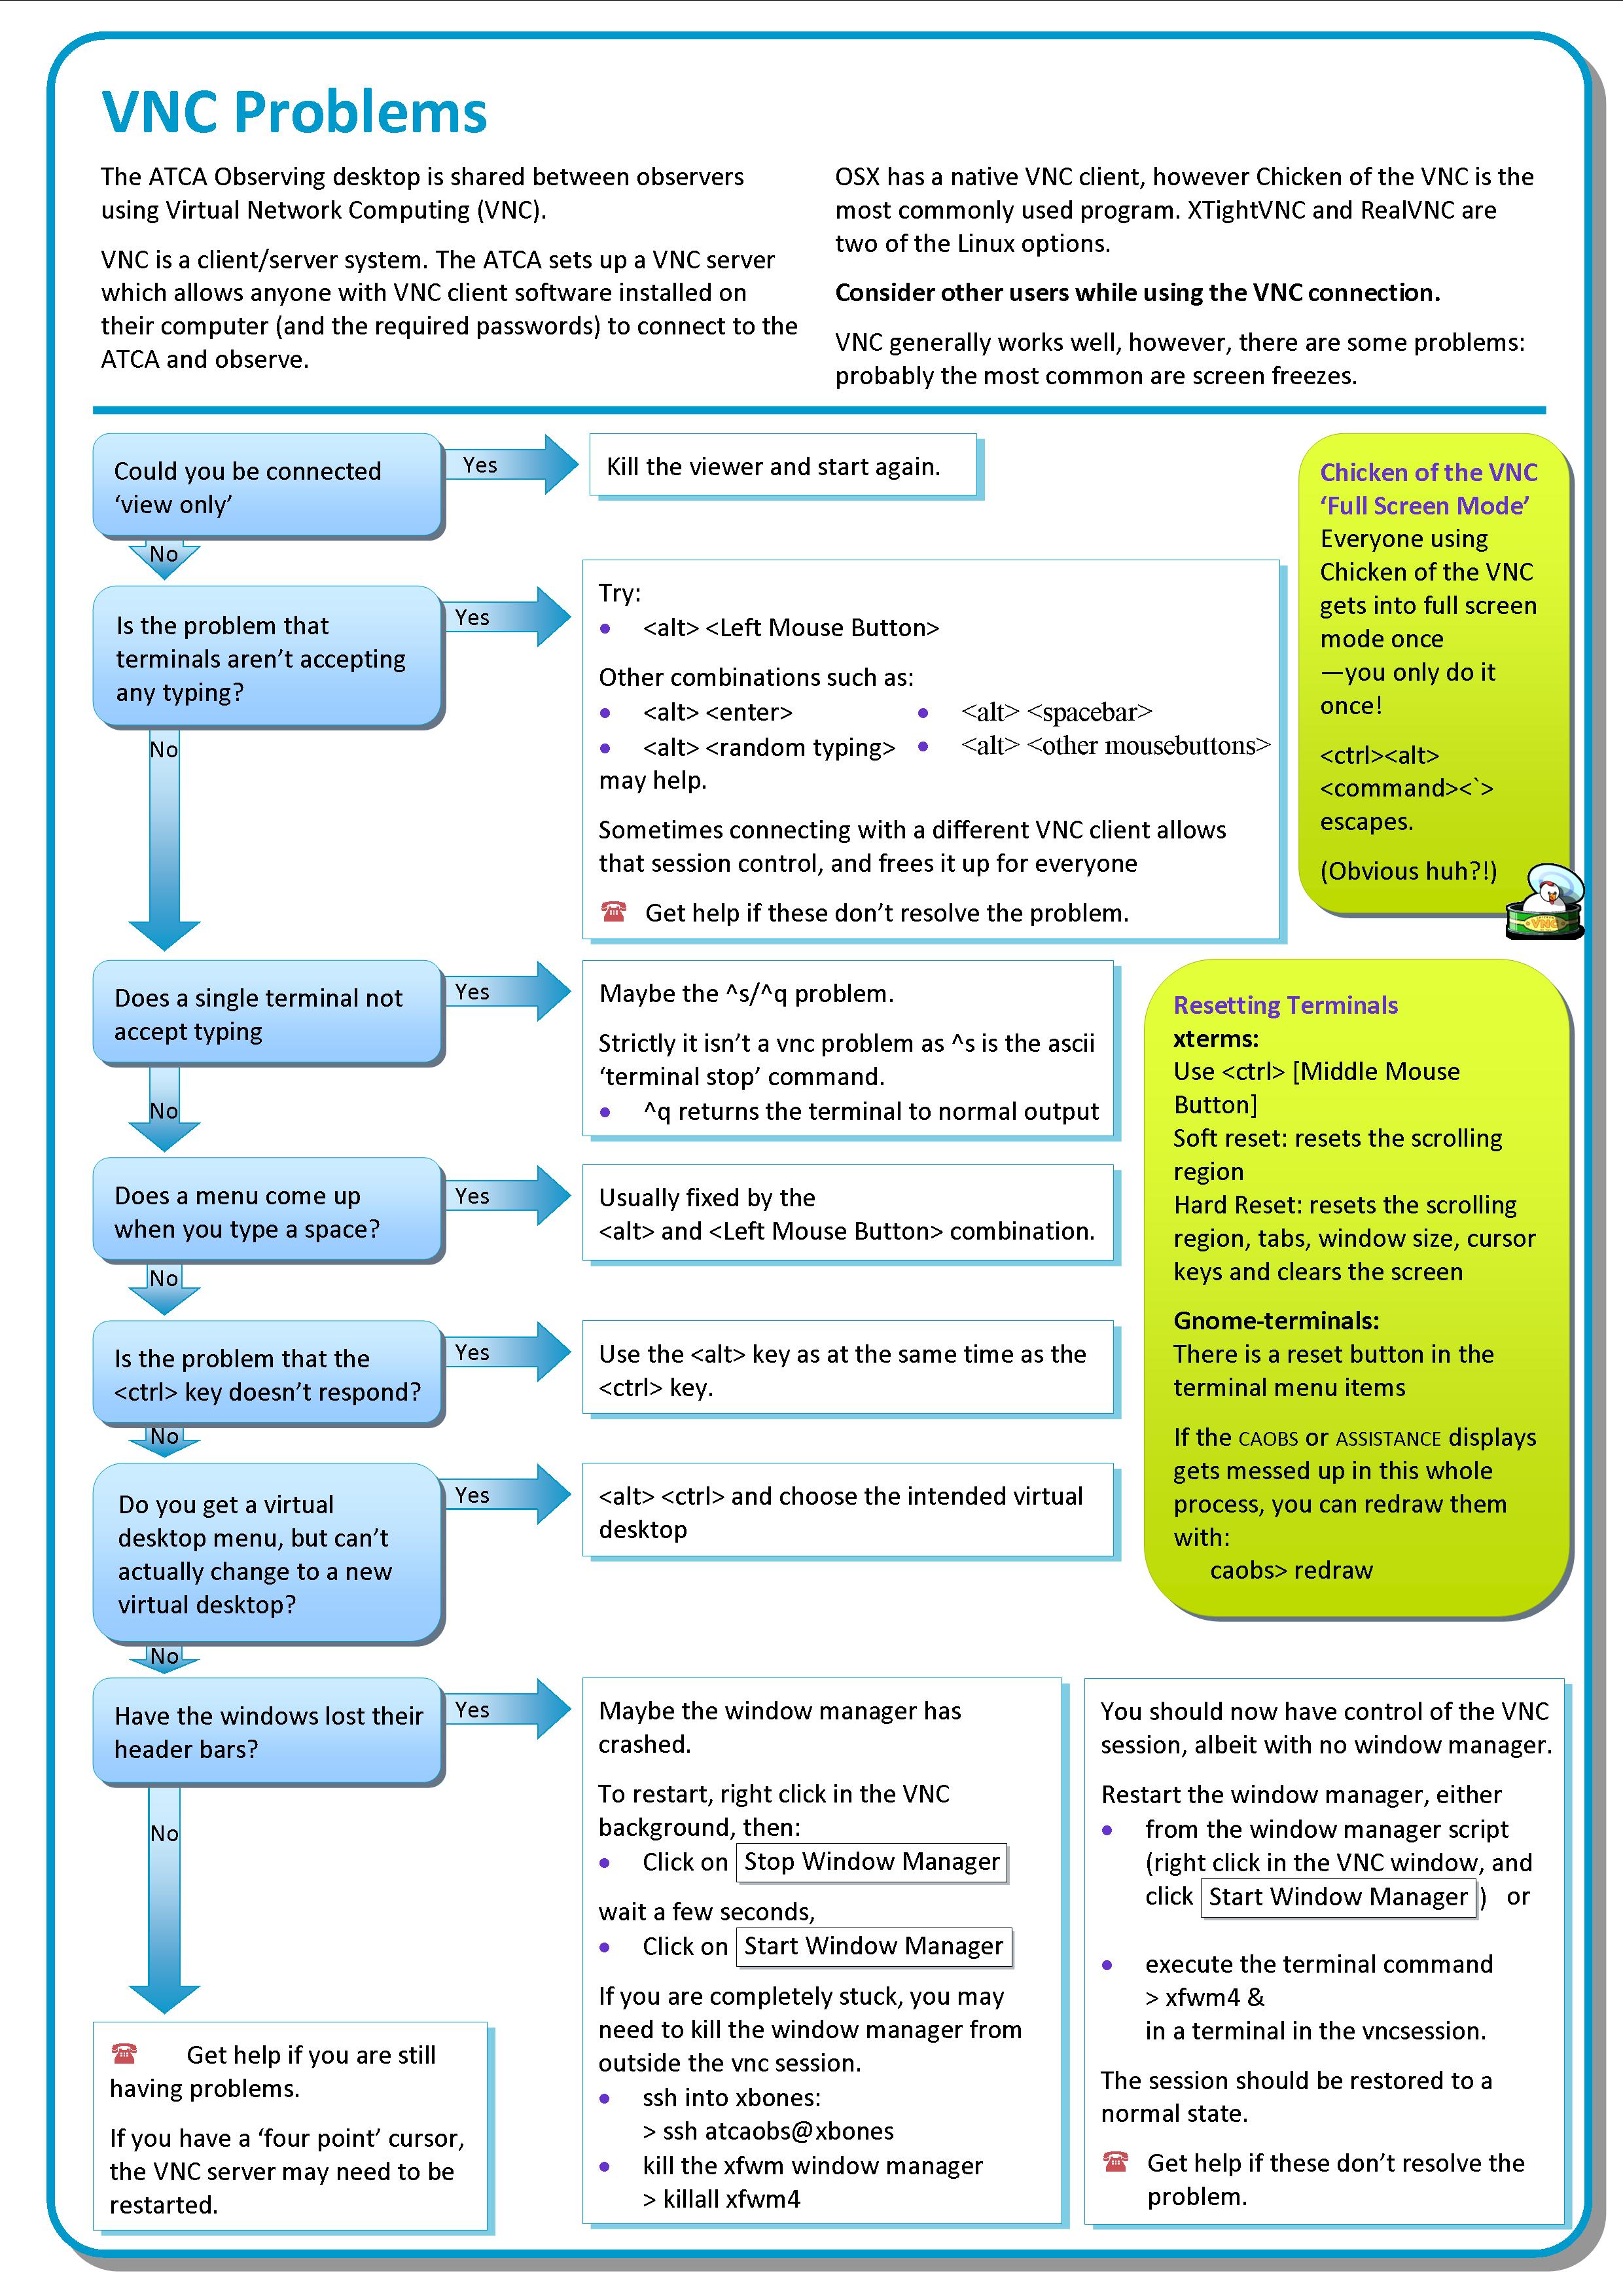 VNC Problems
The ATCA Observing desktop is shared between observers
using Virtual Network Computing (VNC).
VNC is a client/server system. The ATCA sets up a VNC server
which allows anyone with VNC client software installed on
their computer (and the required passwords) to connect to the
ATCA and observe.
OSX has a native VNC client, however Chicken of the VNC is the
most commonly used program. XTightVNC and RealVNC are
two of the Linux options.
Consider other users while using the VNC connection.
VNC generally works well, however, there are some problems:
probably the most common are screen freezes.
Could you be connected
‘view only’
Yes
Kill the viewer and start again.
No
Is the problem that
terminals aren’t accepting
any typing?
Yes
Try:
• <alt> <Left Mouse Button>
Other combinations such as:
• <alt> <enter> • <alt> <spacebar>
• <alt> <random typing> • <alt> <other mousebuttons>
may help.
Sometimes connecting with a different VNC client allows
that session control, and frees it up for everyone
☎ Get help if these don’t resolve the problem.
Chicken of the VNC
‘Full Screen Mode’
Everyone using
Chicken of the VNC
gets into full screen
mode once
—you only do it
once!
<ctrl><alt>
<command><`>
escapes.
(Obvious huh?!)
VNC
No
Does a single terminal not
accept typing
Yes
Maybe the ^s/^q problem.
Strictly it isn’t a vnc problem as ^s is the ascii
‘terminal stop’ command.
• ^q returns the terminal to normal output
No
Does a menu come up
when you type a space?
Yes
Usually fixed by the
<alt> and <Left Mouse Button> combination.
No
Is the problem that the
<ctrl> key doesn’t respond?
Yes
Use the <alt> key as at the same time as the
<ctrl> key.
No
Do you get a virtual
desktop menu, but can’t
actually change to a new
virtual desktop?
Yes
<alt> <ctrl> and choose the intended virtual
desktop
Resetting Terminals
xterms:
Use <ctrl> [Middle Mouse
Button]
Soft reset: resets the scrolling
region
Hard Reset: resets the scrolling
region, tabs, window size, cursor
keys and clears the screen
Gnome-terminals:
There is a reset button in the
terminal menu items
If the CAOBS or ASSISTANCE displays
gets messed up in this whole
process, you can redraw them
with:
caobs> redraw
No
Have the windows lost their
header bars?
Yes
Maybe the window manager has
crashed.
To restart, right click in the VNC
background, then:
• Click on Stop Window Manager
wait a few seconds,
• Click on Start Window Manager
If you are completely stuck, you may
need to kill the window manager from
outside the vnc session.
• ssh into xbones:
> ssh atcaobs@xbones
• kill the xfwm window manager
> killall xfwm4
You should now have control of the VNC
session, albeit with no window manager.
Restart the window manager, either
• from the window manager script
(right click in the VNC window, and
click Start Window Manager ) or
• execute the terminal command
> xfwm4 &
in a terminal in the vncsession.
The session should be restored to a
normal state.
☎ Get help if these don’t resolve the
problem.
No
☎ Get help if you are still
having problems.
If you have a ‘four point’ cursor,
the VNC server may need to be
restarted.